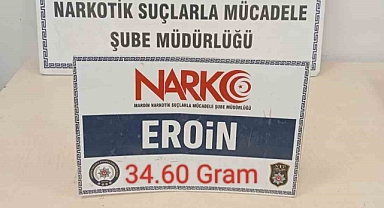 NARKOTİK SUÇLARLA MÜCADELE
ŞUBE MÜDÜRLÜĞÜ
NARKO
MARDİN NARKOTİK SUÇLARLA MÜCADELE ŞUBE MÜDÜRLÜĞÜ
EROİN
34.60 Gram